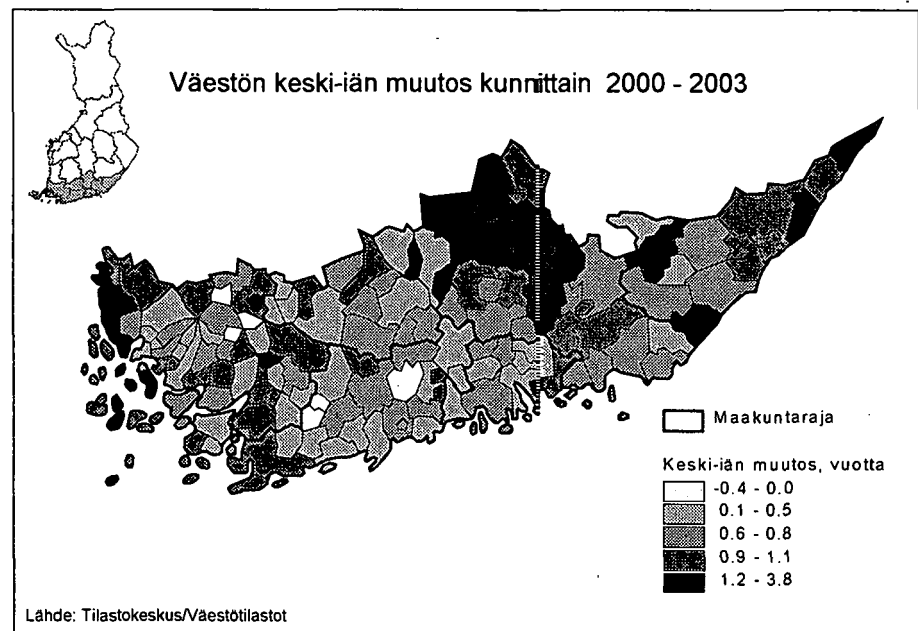 Väestön keski-iän muutos kunnittain 2000 - 2003
Maakuntaraja
Keski-iän muutos, vuotta
-0.4 - 0.0
0.1 - 0.5
0.6 - 0.8
0.9 - 1.1
1.2 - 3.8
Lähde: Tilastokeskus/Väestötilastot